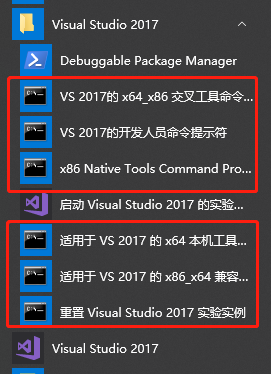 Visual Studio 2017
Debuggable Package Manager
VS 2017的 x64_x86 交叉工具命令...
VS 2017的开发人员命令提示符
x86 Native Tools Command Pro...
启动 Visual Studio 2017 的实验...
适用于 VS 2017 的 x64 本机工具...
适用于 VS 2017 的 x86_x64 兼容...
重置 Visual Studio 2017 实验实例
Visual Studio 2017